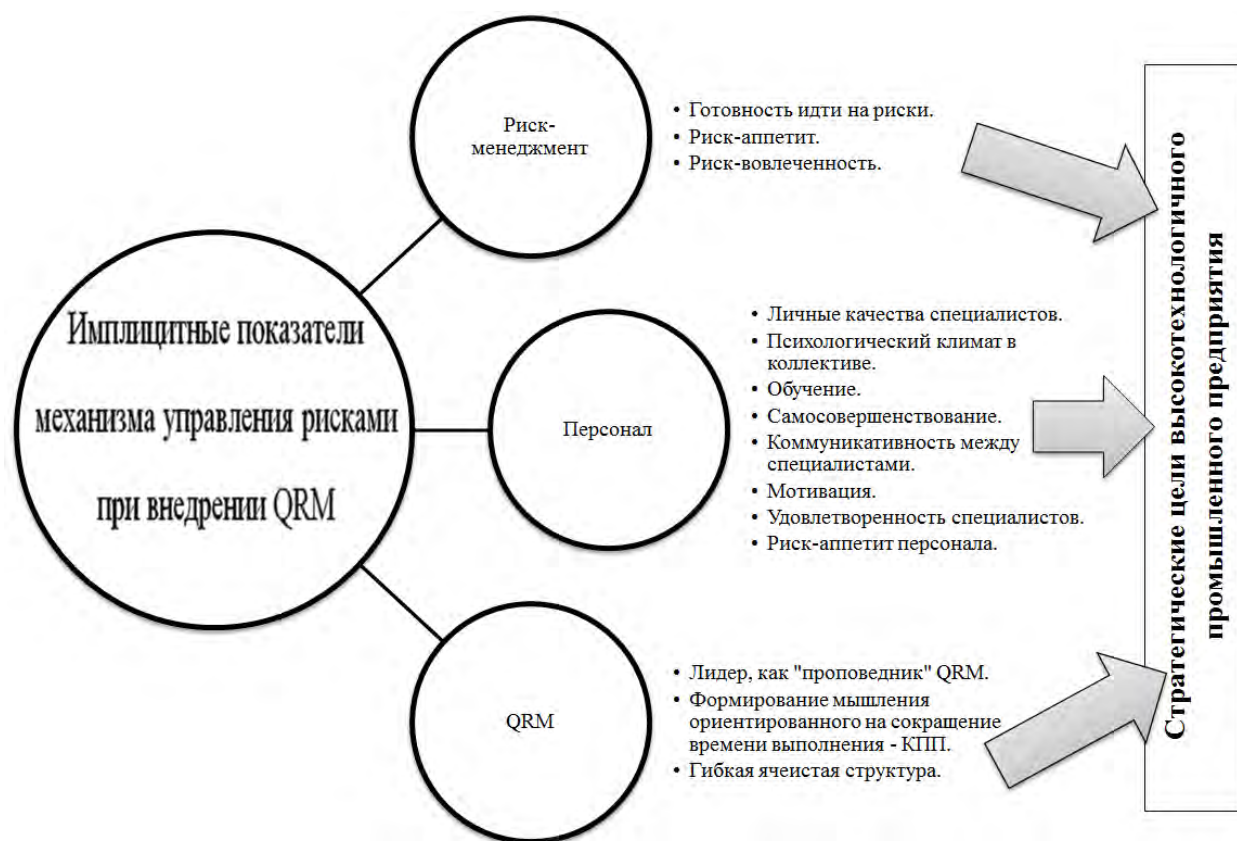 Риск-
менеджмент
• Готовность идти на риски.
• Риск-аппетит.
• Риск-вовлеченность.
Имплицитные показатели
механизма управления рисками
при внедрении QRM
Персонал
• Личные качества специалистов.
• Психологический климат в
коллективе.
• Обучение.
• Самосовершенствование.
• Коммуникативность между
специалистами.
• Мотивация.
• Удовлетворенность специалистов.
• Риск-аппетит персонала.
QRM
• Лидер, как "проповедник" QRM.
• Формирование мышления
ориентированного на сокращение
времени выполнения - КПП.
• Гибкая ячеистая структура.
Стратегические цели высокотехнологичного
промышленного предприятия